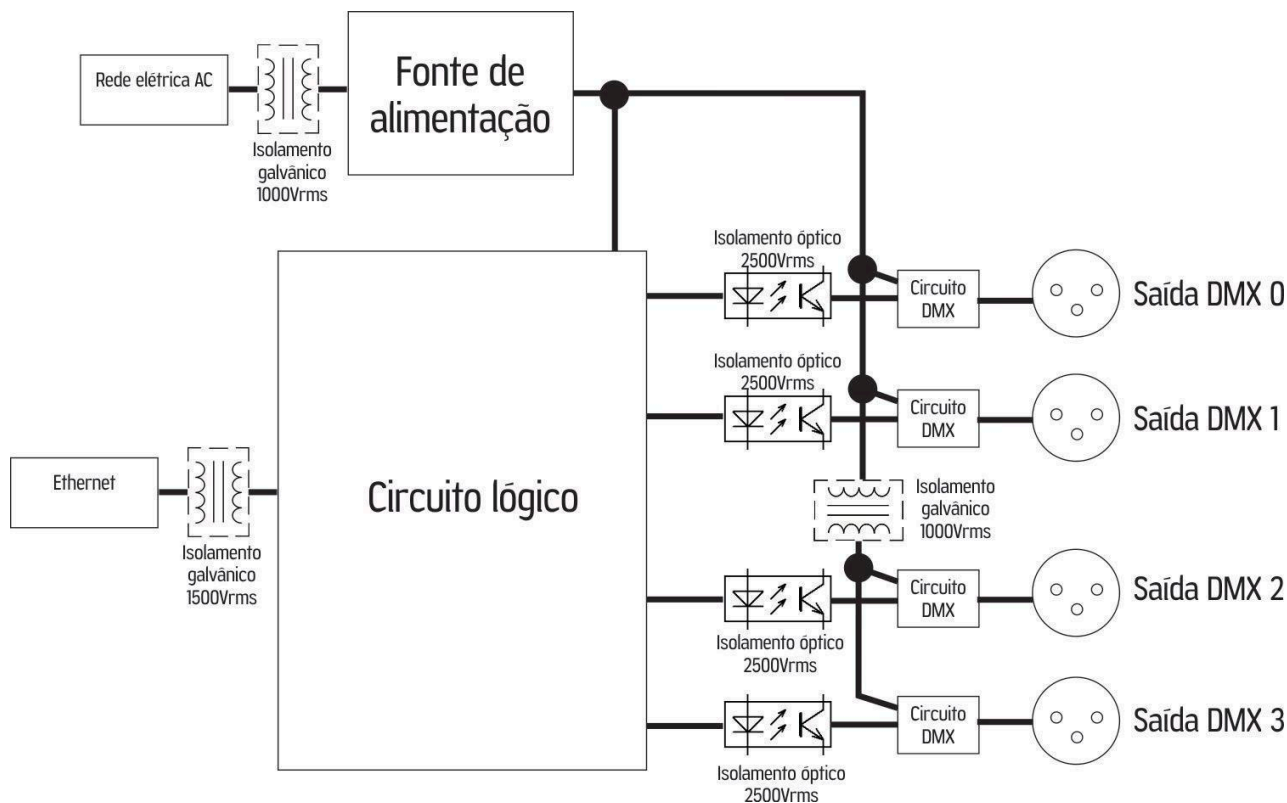 Rede elétrica AC
Isolamento
galvânico
1000Vrms
Fonte de
alimentação
Isolamento óptico
2500Vrms
Circuito
DMX
Saída DMX 0
Isolamento óptico
2500Vrms
Circuito
DMX
Saída DMX 1
Ethernet
Isolamento
galvânico
1500Vrms
Circuito lógico
Isolamento
galvânico
1000Vrms
Circuito
DMX
Saída DMX 2
Isolamento óptico
2500Vrms
Circuito
DMX
Saída DMX 3
Isolamento óptico
2500Vrms